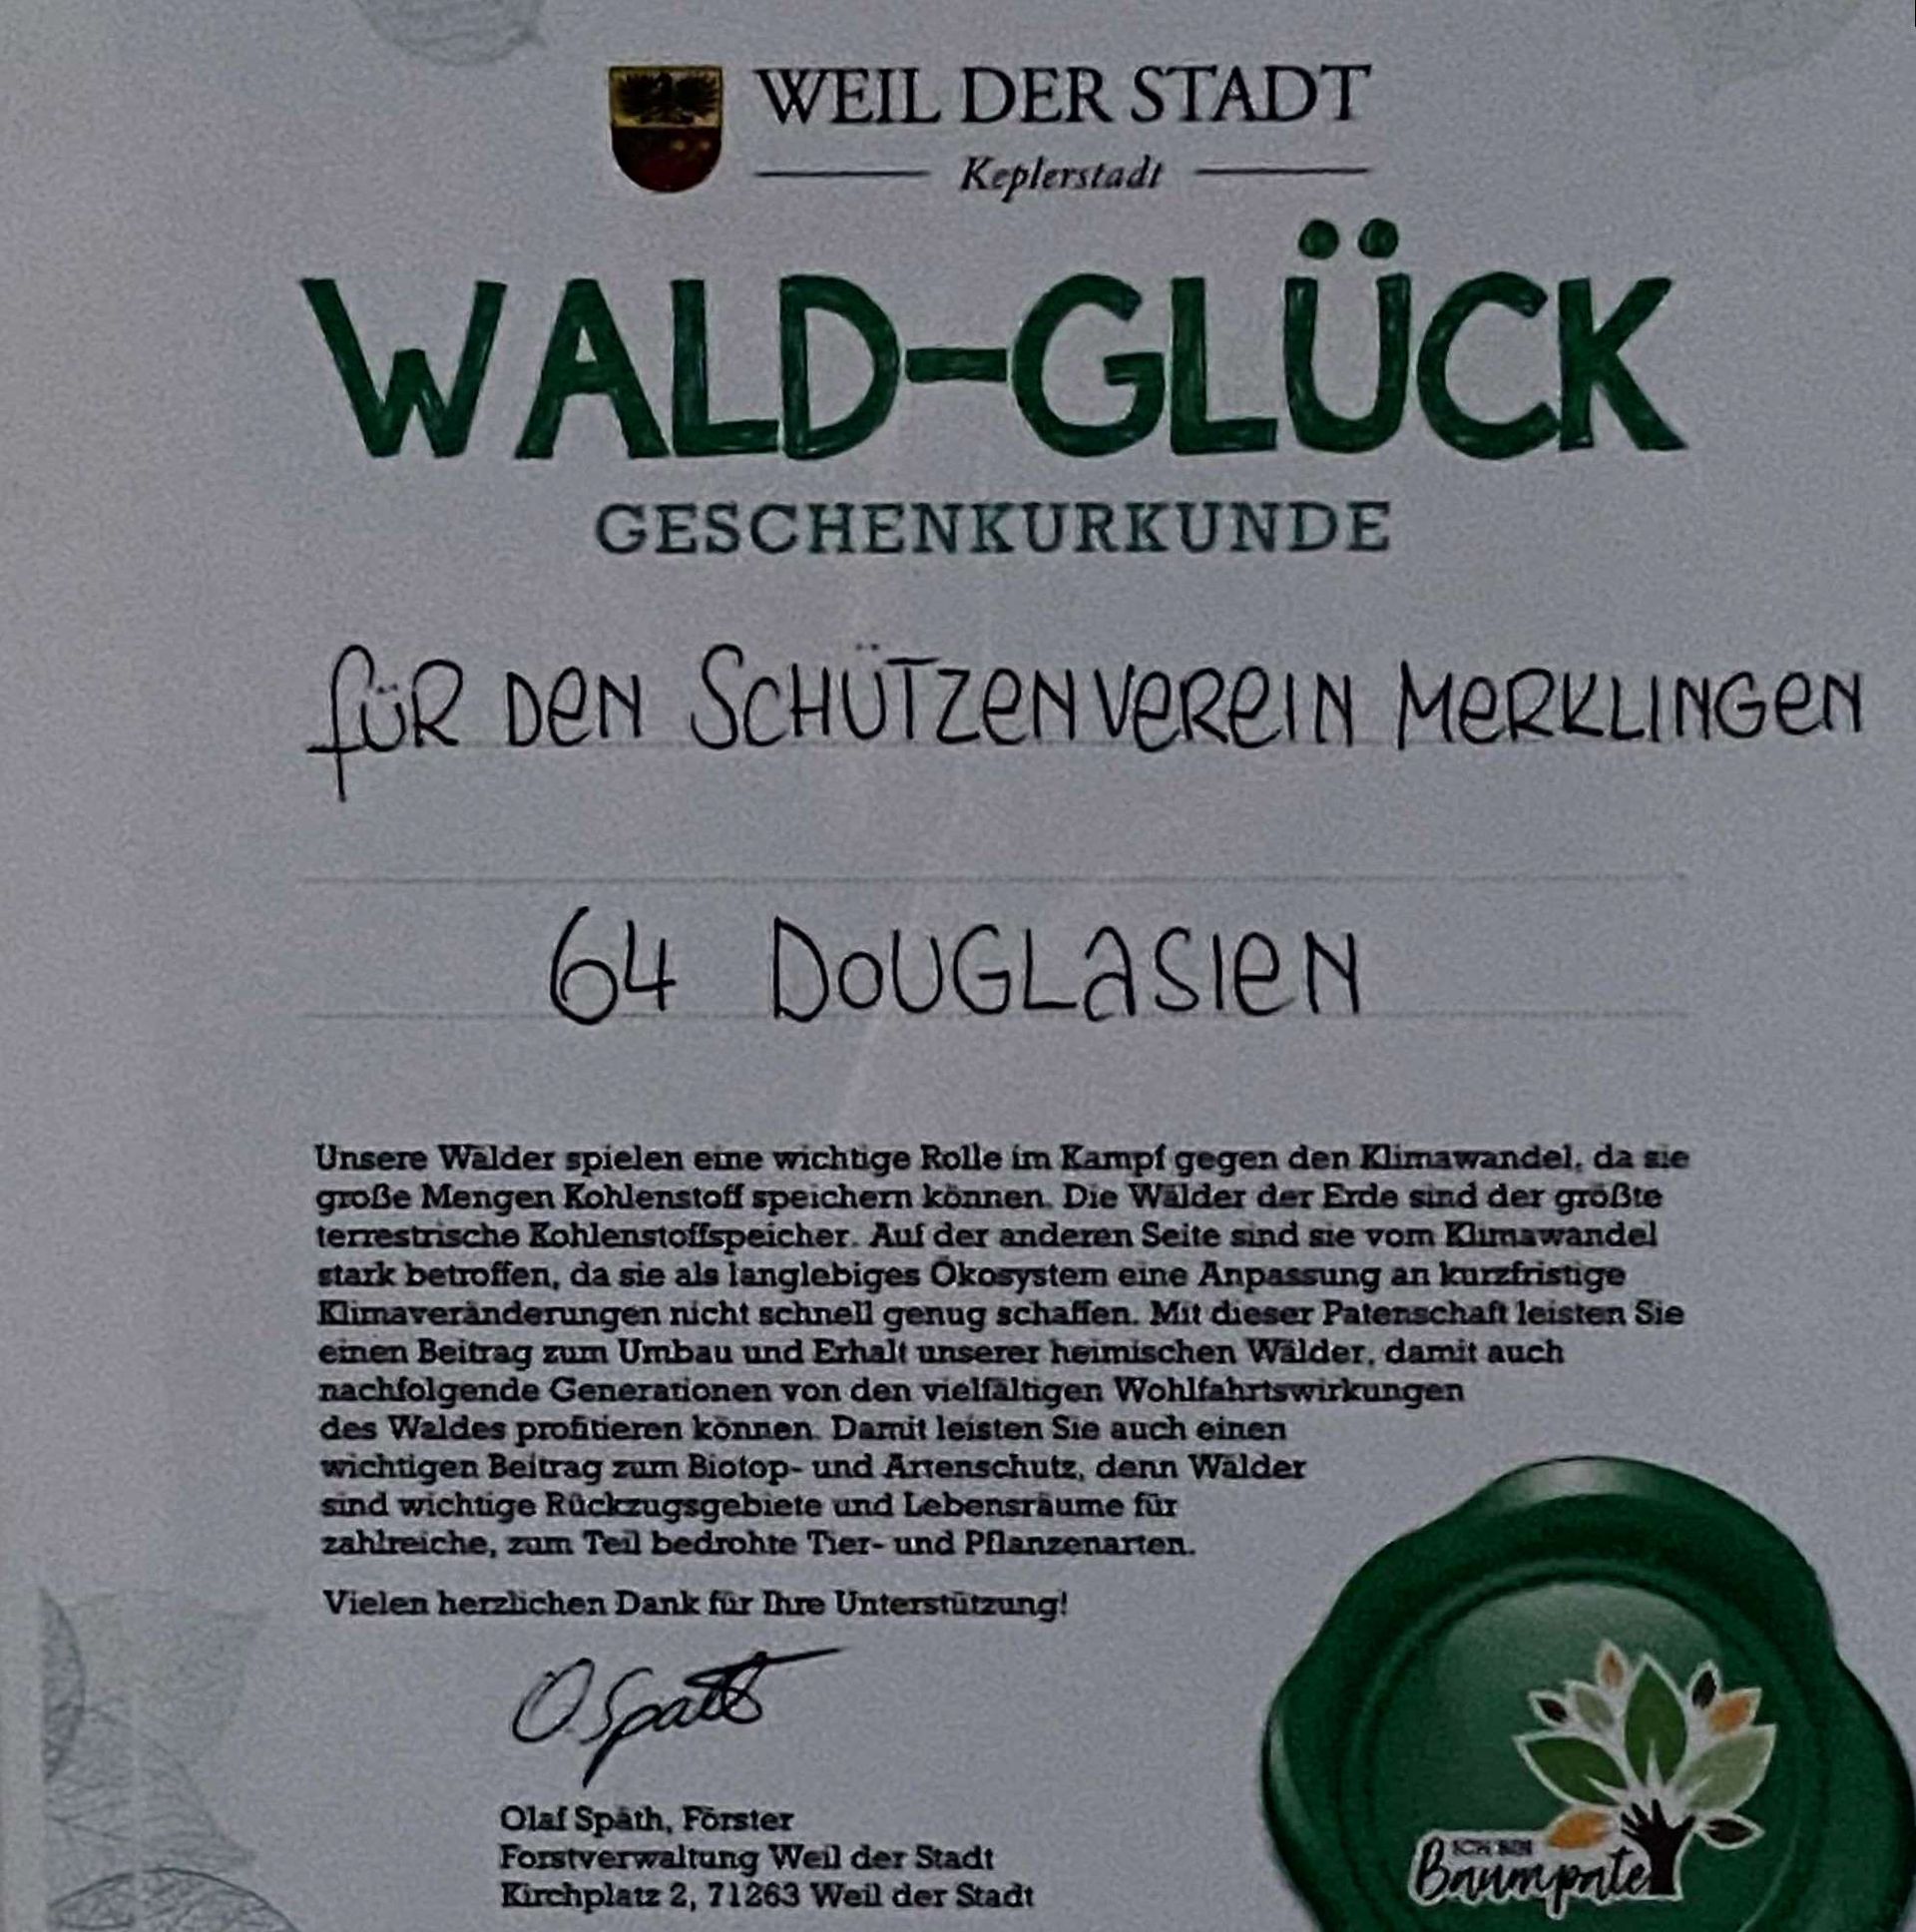 WEIL DER STADT
Keplerstadt
WALD-GLÜCK
GESCHENKURKUNDE
für den Schützenverein Merklingen
64 Douglasien
Unsere Wälder spielen eine wichtige Rolle im Kampf gegen den Klimawandel, da sie
große Mengen Kohlenstoff speichern können. Die Wälder der Erde sind der größte
terrestrische Kohlenstoffspeicher. Auf der anderen Seite sind sie vom Klimawandel
stark betroffen, da sie als langlebiges Ökosystem eine Anpassung an kurzfristige
Klimaveränderungen nicht schnell genug schaffen. Mit dieser Patenschaft leisten Sie
einen Beitrag zum Umbau und Erhalt unserer heimischen Wälder, damit auch
nachfolgende Generationen von den vielfältigen Wohlfahrtswirkungen
des Waldes profitieren können. Damit leisten Sie auch einen
wichtigen Beitrag zum Biotop- und Artenschutz, denn Wälder
sind wichtige Rückzugsgebiete und Lebensräume für
zahlreiche, zum Teil bedrohte Tier- und Pflanzenarten.
Vielen herzlichen Dank für Ihre Unterstützung!
O. Späth
Olaf Späth, Förster
Forstverwaltung Weil der Stadt
Kirchplatz 2, 71263 Weil der Stadt
ICH BIN
Baumpate